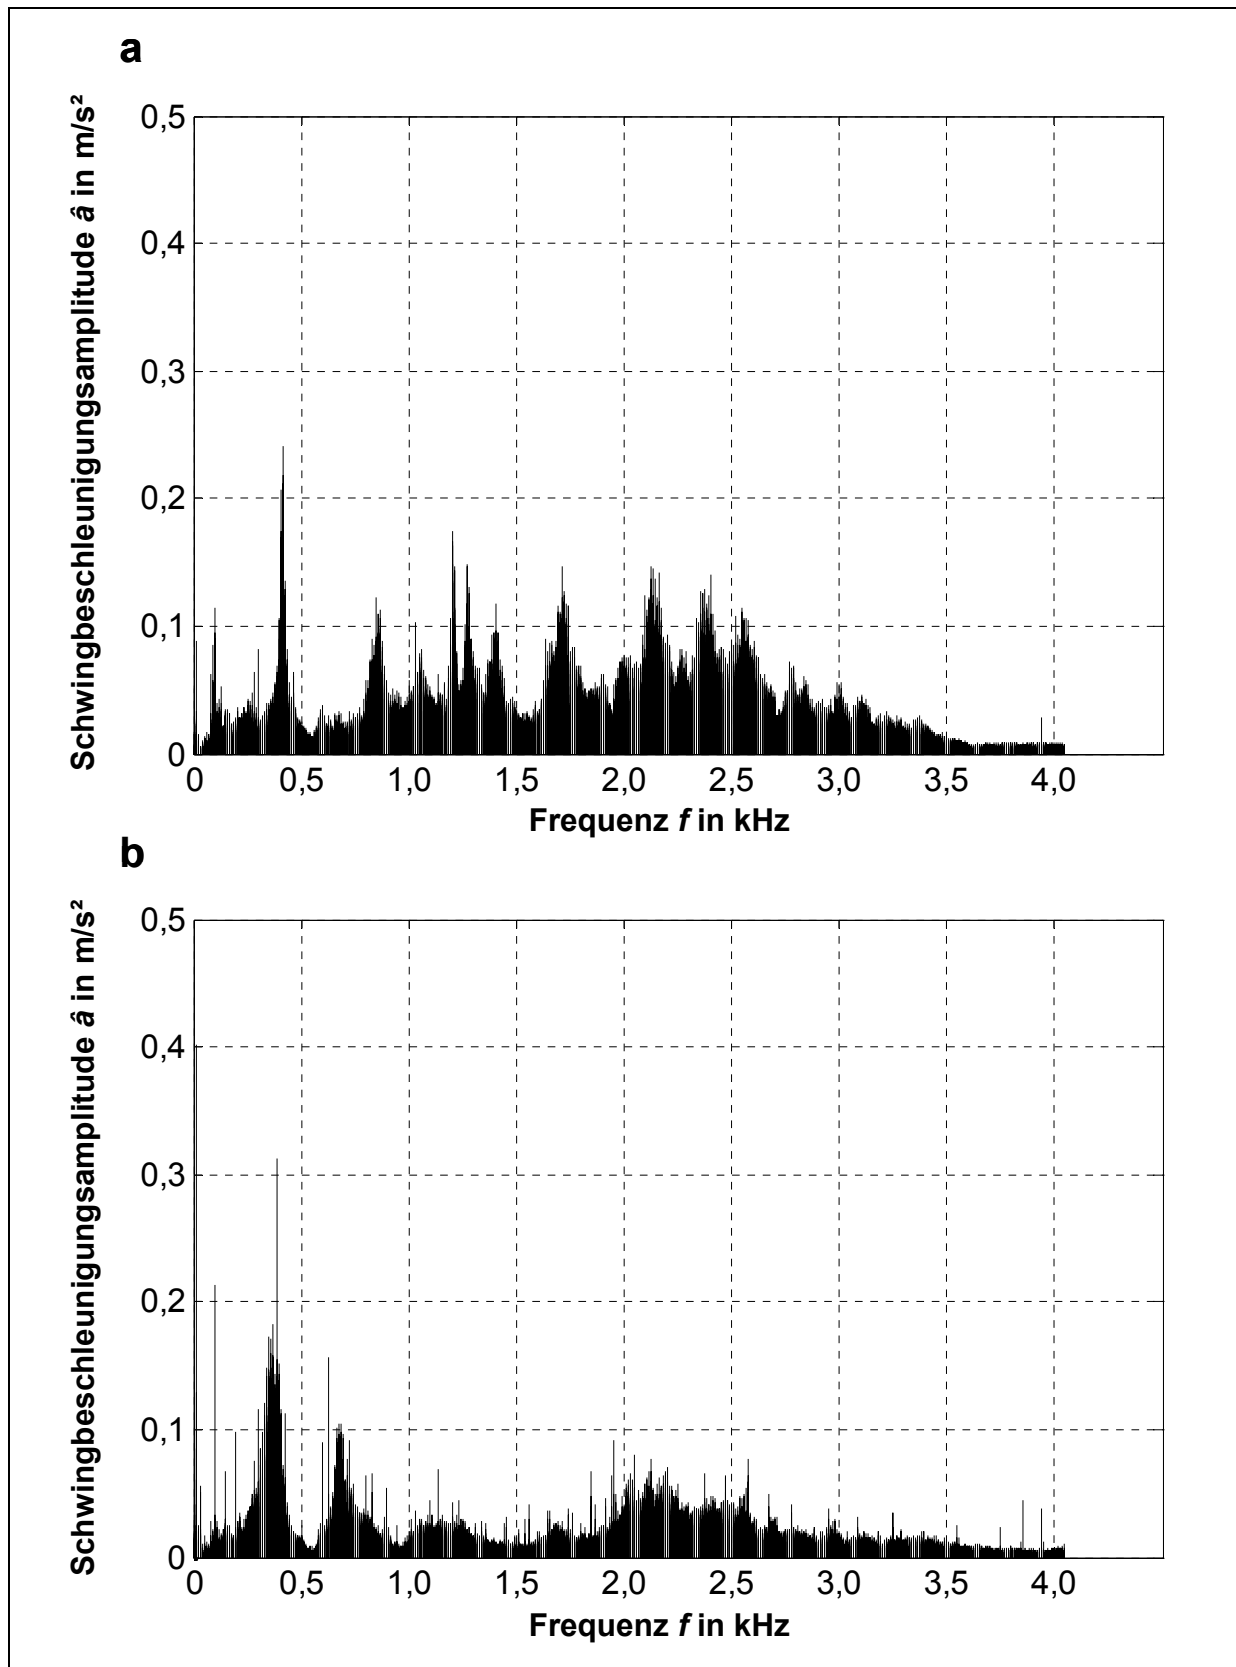 a
Schwingbeschleunigungsamplitude â in m/s²
0,5
0,4
0,3
0,2
0,1
0
0 0,5 1,0 1,5 2,0 2,5 3,0 3,5 4,0
Frequenz f in kHz
b
Schwingbeschleunigungsamplitude â in m/s²
0,5
0,4
0,3
0,2
0,1
0
0 0,5 1,0 1,5 2,0 2,5 3,0 3,5 4,0
Frequenz f in kHz